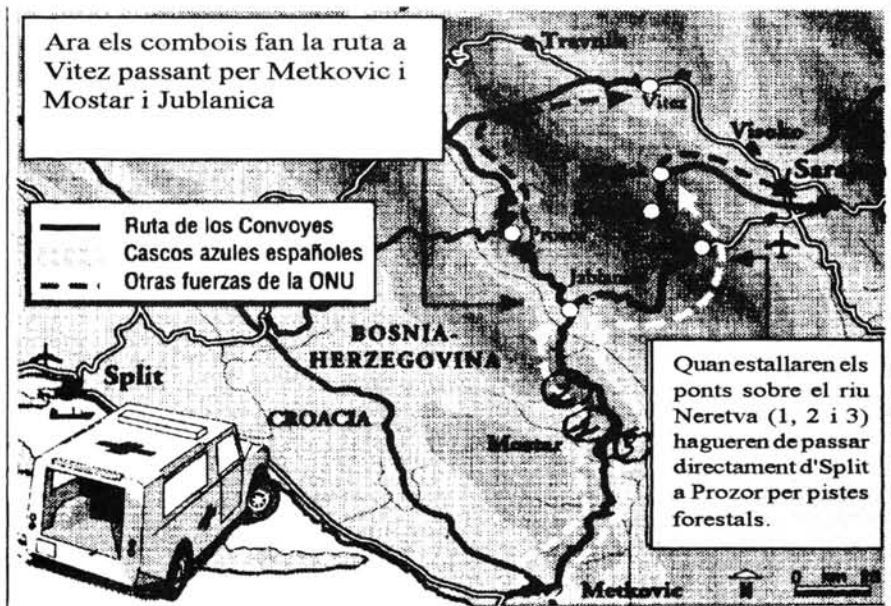 Ara els combois fan la ruta a
Vitez passant per Metkovic i
Mostar i Jublanica
Travnik
Vitez
Visoko
Ruta de los Convoyes
Cascos azules españoles
Otras fuerzas de la ONU
BOSNIA-
HERZEGOVINA
Split
CROACIA
Mostar
Quan estallaren els
ponts sobre el riu
Neretva (1, 2 i 3)
hagueren de passar
directament d'Split
a Prozor per pistes
forestals.
Metkovic
N
0